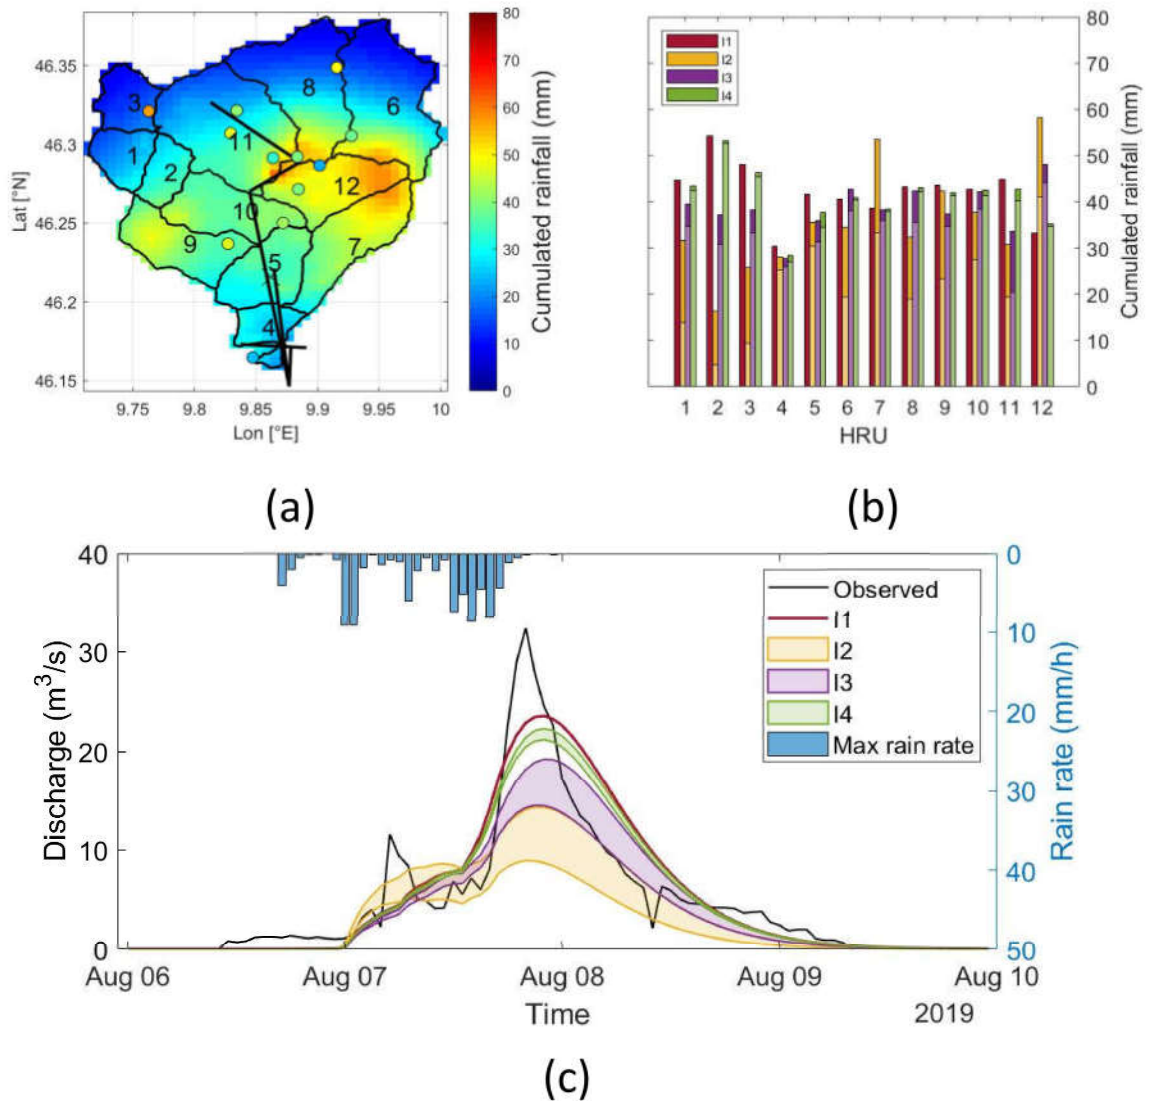 46.35
46.3
46.25
46.2
46.15
Lat [°N]
9.75 9.8 9.85 9.9 9.95 10
Lon [°E]
3
8
6
11
1
2
12
10
9
7
5
4
80
70
60
50
40
30
20
10
0
Cumulated rainfall (mm)
I1
I2
I3
I4
80
70
60
50
40
30
20
10
0
Cumulated rainfall (mm)
1 2 3 4 5 6 7 8 9 10 11 12
HRU
(a)
(b)
40
30
20
10
0
Discharge (m³/s)
Observed
I1
I2
I3
I4
Max rain rate
0
10
20
30
40
50
Rain rate (mm/h)
Aug 06 Aug 07 Aug 08 Aug 09 Aug 10
Time
2019
(c)